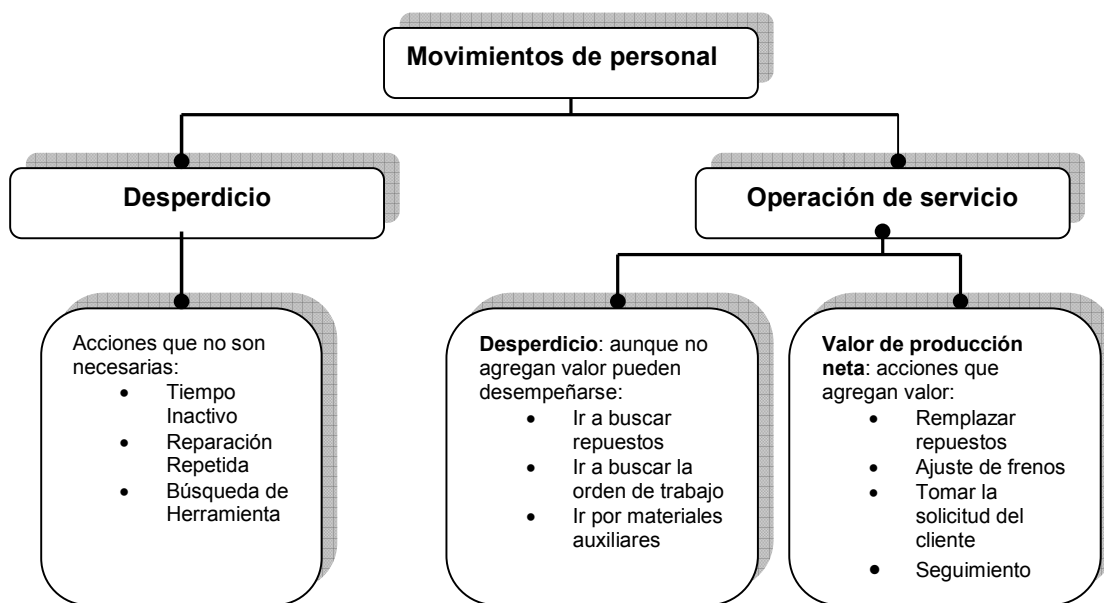 Movimientos de personal
Desperdicio
Operación de servicio
Acciones que no son
necesarias:
• Tiempo
Inactivo
• Reparación
Repetida
• Búsqueda de
Herramienta
Desperdicio: aunque no
agregan valor pueden
desempeñarse:
• Ir a buscar
repuestos
• Ir a buscar la
orden de trabajo
• Ir por materiales
auxiliares
Valor de producción
neta: acciones que
agregan valor:
• Remplazar
repuestos
• Ajuste de frenos
• Tomar la
solicitud del
cliente
• Seguimiento